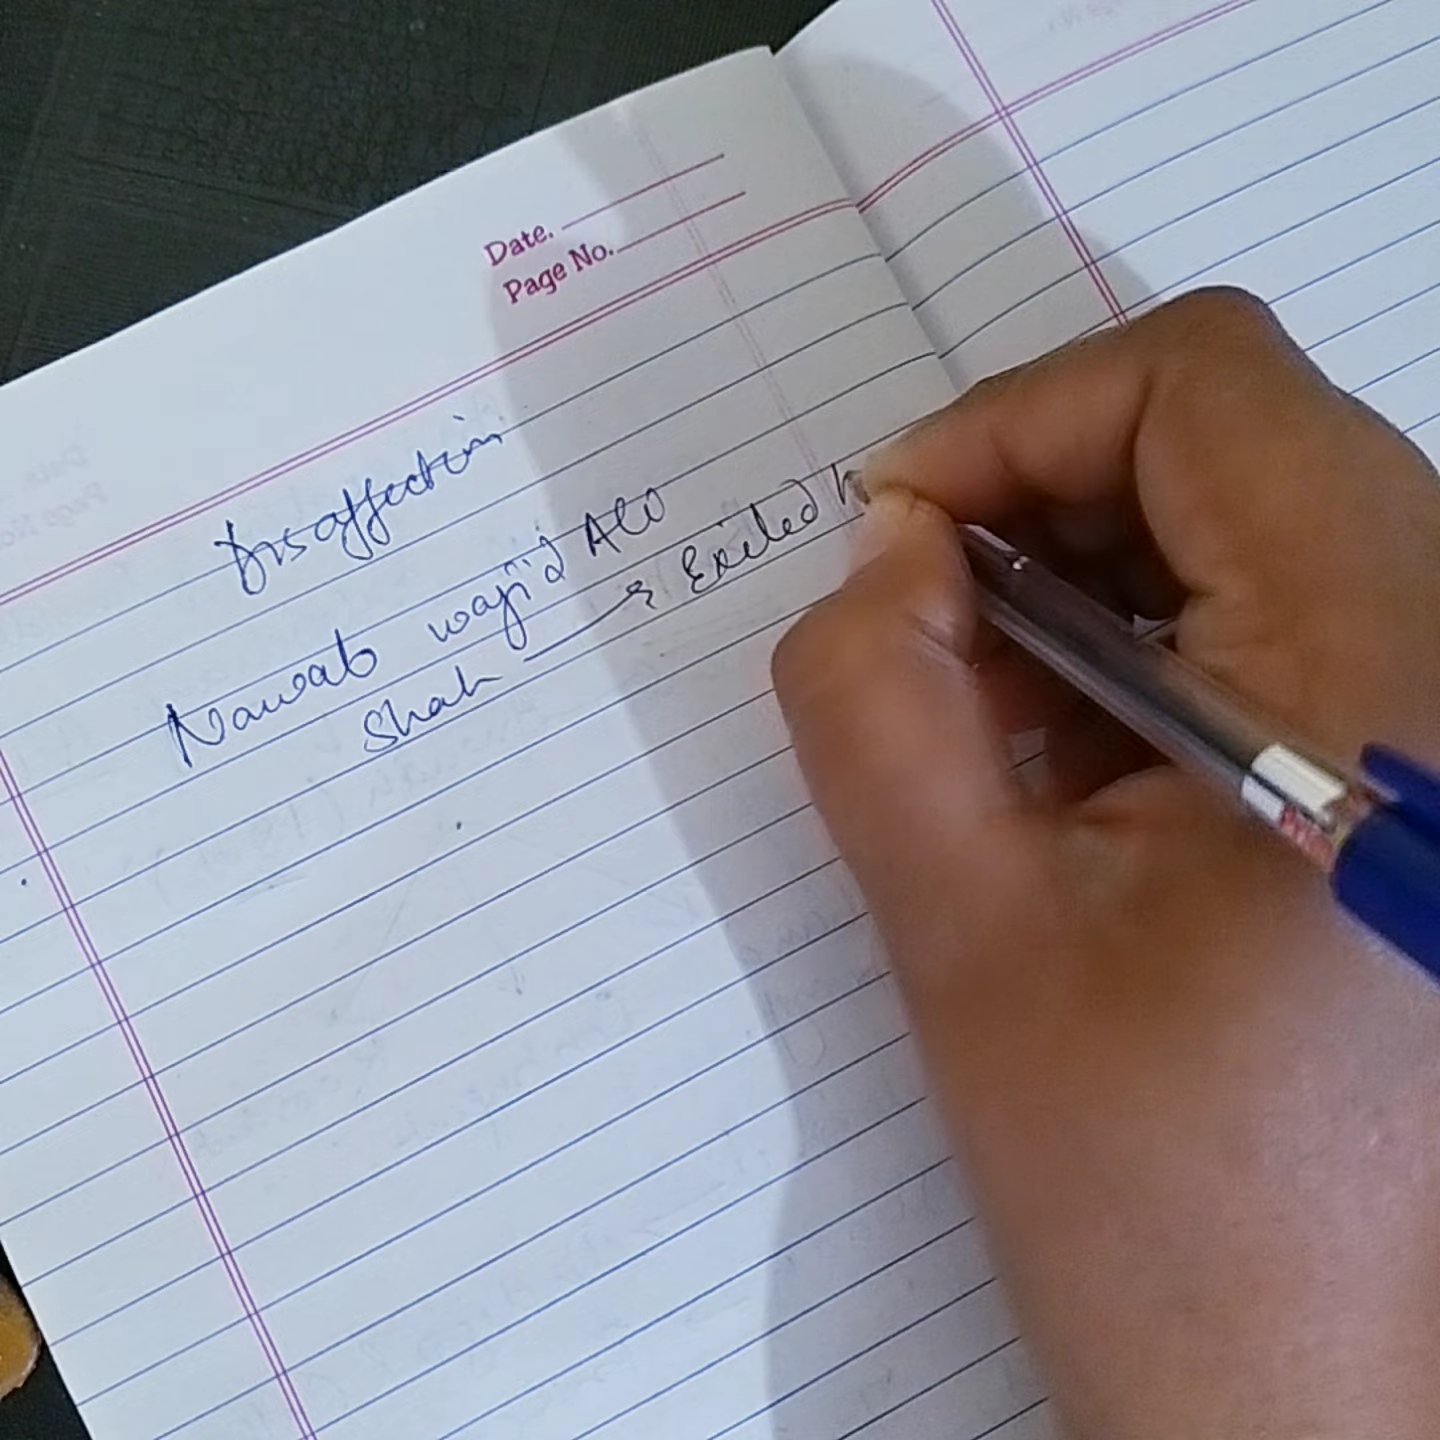 Date.
Page No.
Disaffection
Nawab wajid Ali
Shah → Exiled